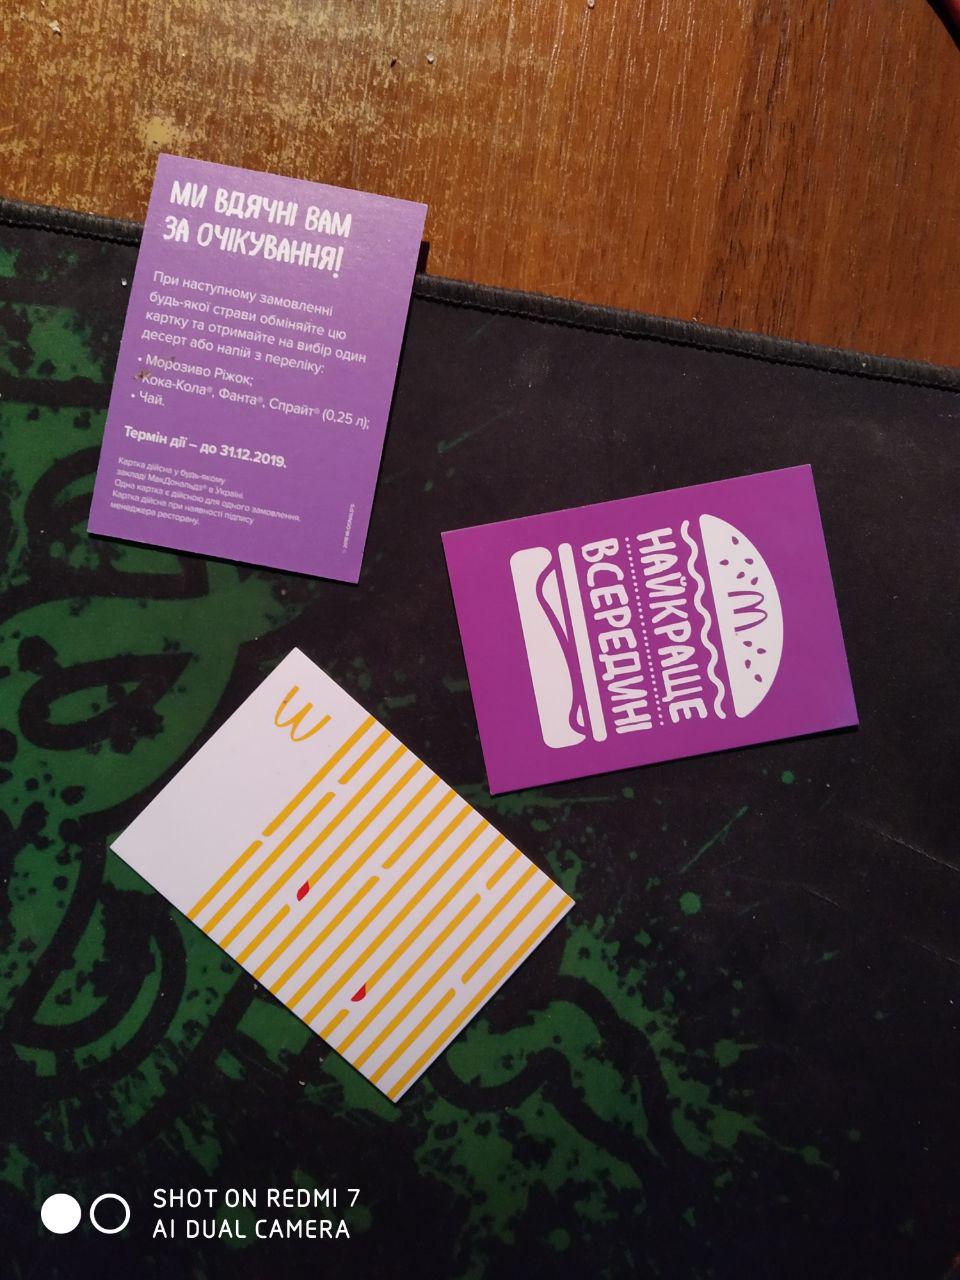 МИ ВДЯЧНІ ВАМ
ЗА ОЧІКУВАННЯ!
При наступному замовленні
будь-якої страви обміняйте цю
картку та отримайте на вибір один
десерт або напій з переліку:
• Морозиво Ріжок;
• Кока-Кола®, Фанта®, Спрайт® (0,25 л);
• Чай.
Термін дії – до 31.12.2019.
Картка дійсна у будь-якому
закладі МакДональдз® в Україні.
Одна картка є дійсною для одного замовлення.
Картка дійсна при наявності підпису
менеджера ресторану.
© 2018 McDONALD'S
НАЙКРАЩЕ
ВСЕРЕДИНІ
SHOT ON REDMI 7
AI DUAL CAMERA